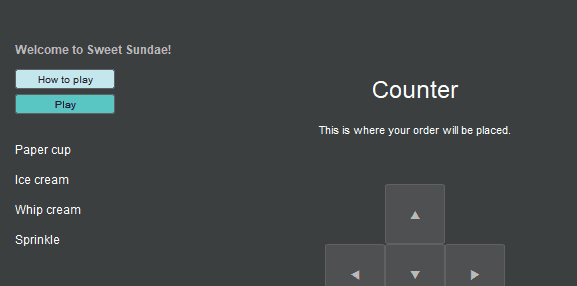 Welcome to Sweet Sundae!
How to play
Play
Paper cup
Ice cream
Whip cream
Sprinkle
Counter
This is where your order will be placed.